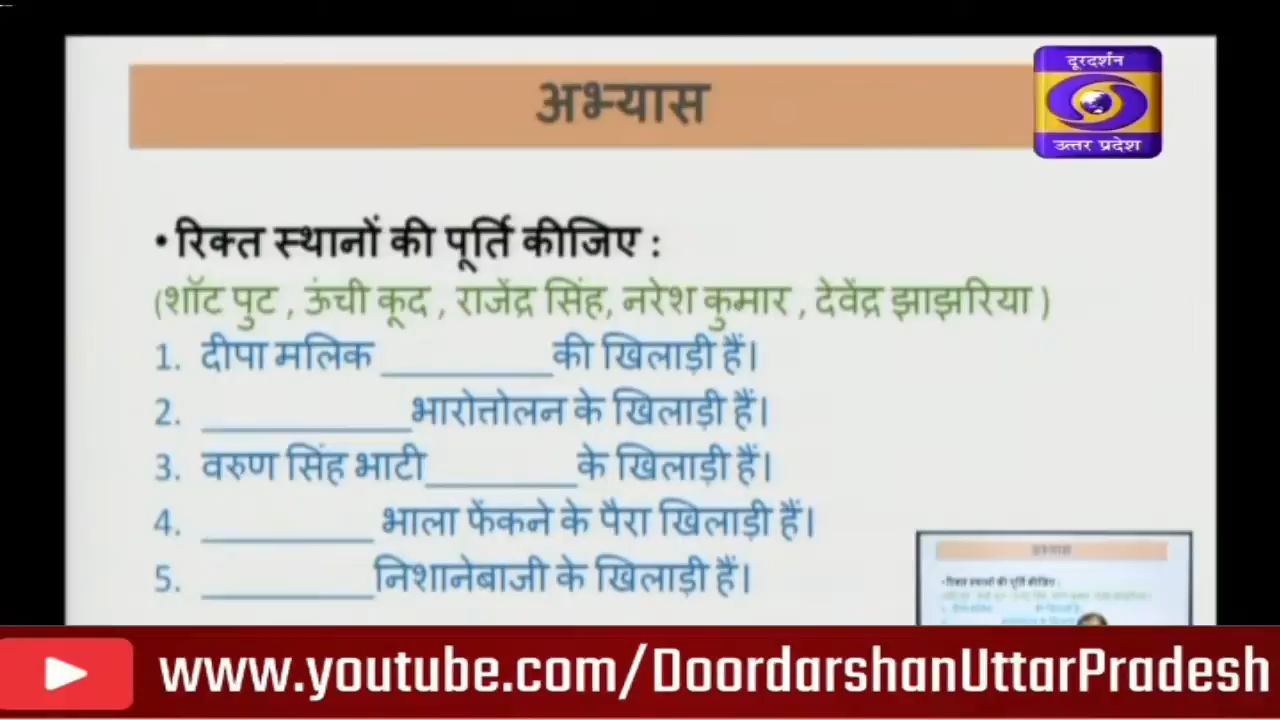 दूरदर्शन
उत्तर प्रदेश
अभ्यास
• रिक्त स्थानों की पूर्ति कीजिए :
(शॉट पुट , ऊंची कूद , राजेंद्र सिंह, नरेश कुमार , देवेंद्र झाझरिया )
1. दीपा मलिक __________की खिलाड़ी हैं।
2. ____________भारोत्तोलन के खिलाड़ी हैं।
3. वरुण सिंह भाटी_________के खिलाड़ी हैं।
4. __________ भाला फेंकने के पैरा खिलाड़ी हैं।
5. __________निशानेबाजी के खिलाड़ी हैं।
अभ्यास
www.youtube.com/DoordarshanUttarPradesh